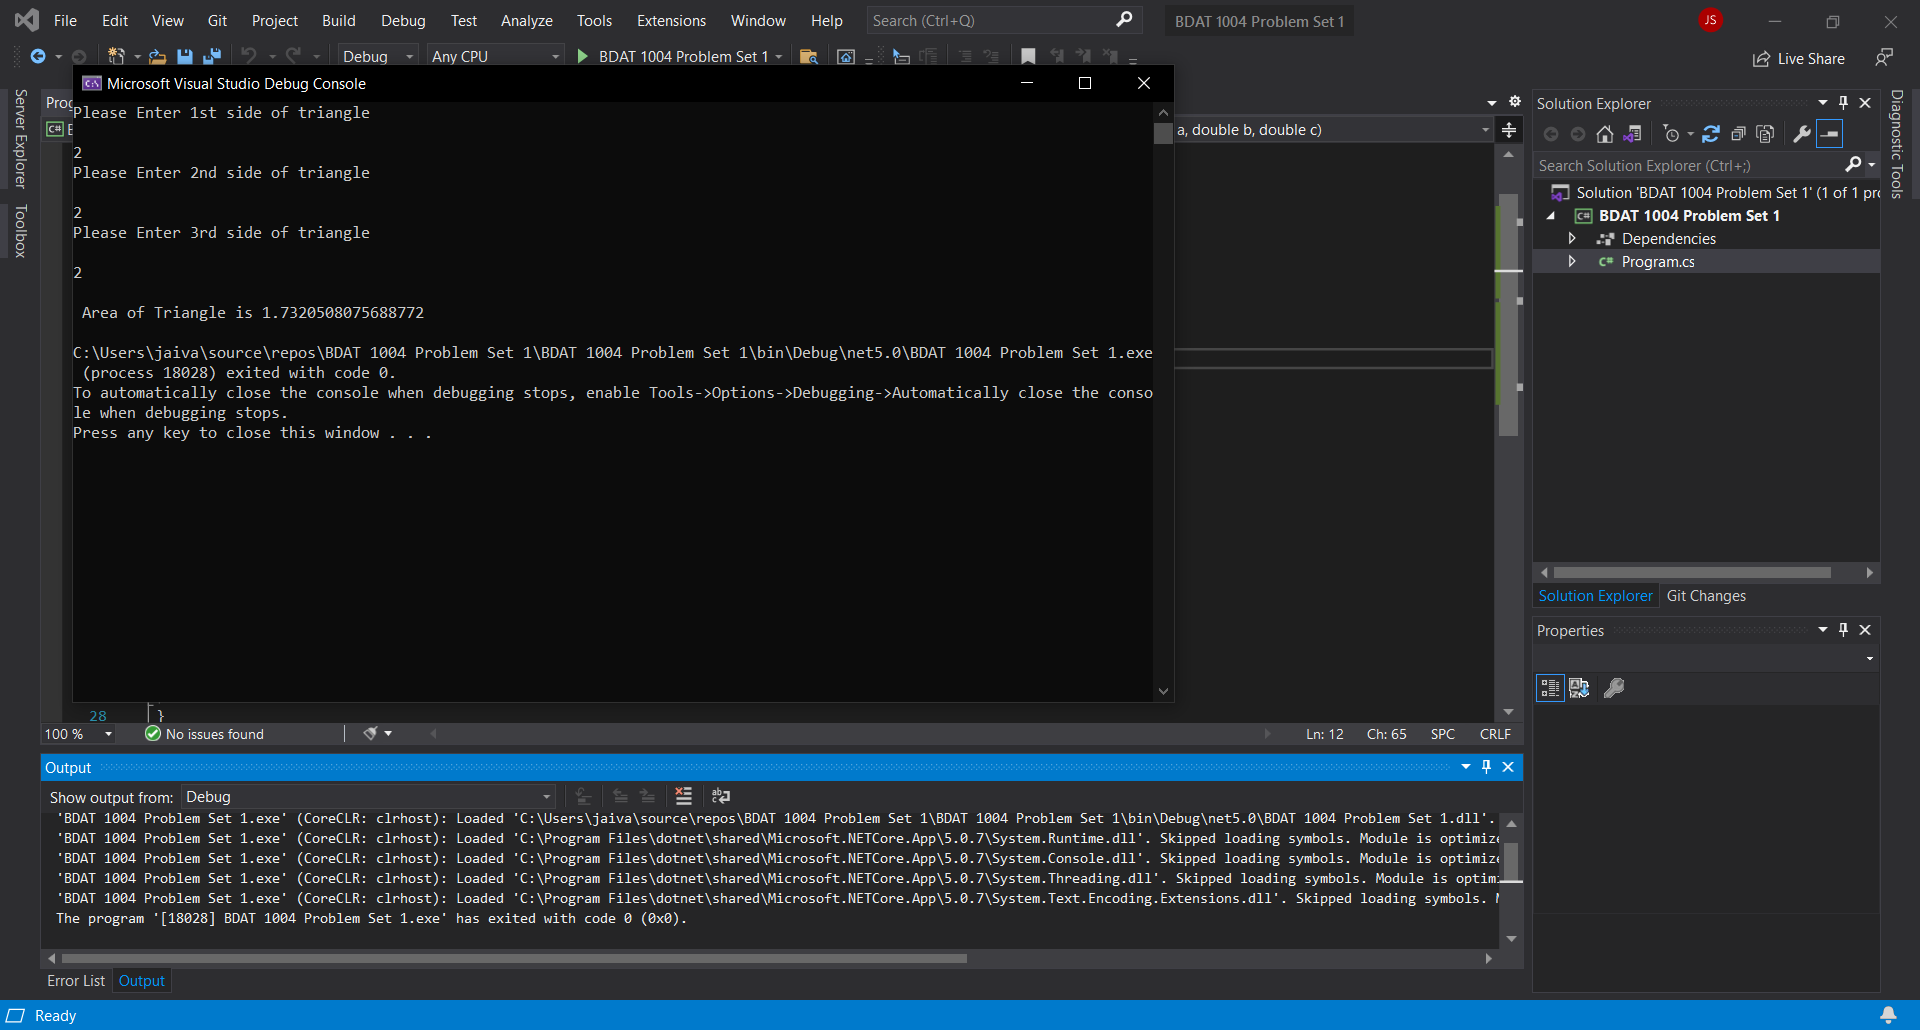 File Edit View Git Project Build Debug Test Analyze Tools Extensions Window Help Search (Ctrl+Q) BDAT 1004 Problem Set 1 JS
Debug Any CPU BDAT 1004 Problem Set 1 Live Share
Microsoft Visual Studio Debug Console
Please Enter 1st side of triangle
2
Please Enter 2nd side of triangle
2
Please Enter 3rd side of triangle
2
Area of Triangle is 1.7320508075688772
C:\Users\jaiva\source\repos\BDAT 1004 Problem Set 1\BDAT 1004 Problem Set 1\bin\Debug\net5.0\BDAT 1004 Problem Set 1.exe
(process 18028) exited with code 0.
To automatically close the console when debugging stops, enable Tools->Options->Debugging->Automatically close the conso
le when debugging stops.
Press any key to close this window . . .
Server Explorer
Toolbox
a, double b, double c)
28 }
100 % No issues found Ln: 12 Ch: 65 SPC CRLF
Output
Show output from: Debug
'BDAT 1004 Problem Set 1.exe' (CoreCLR: clrhost): Loaded 'C:\Users\jaiva\source\repos\BDAT 1004 Problem Set 1\BDAT 1004 Problem Set 1\bin\Debug\net5.0\BDAT 1004 Problem Set 1.dll'.
'BDAT 1004 Problem Set 1.exe' (CoreCLR: clrhost): Loaded 'C:\Program Files\dotnet\shared\Microsoft.NETCore.App\5.0.7\System.Runtime.dll'. Skipped loading symbols. Module is optimize
'BDAT 1004 Problem Set 1.exe' (CoreCLR: clrhost): Loaded 'C:\Program Files\dotnet\shared\Microsoft.NETCore.App\5.0.7\System.Console.dll'. Skipped loading symbols. Module is optimize
'BDAT 1004 Problem Set 1.exe' (CoreCLR: clrhost): Loaded 'C:\Program Files\dotnet\shared\Microsoft.NETCore.App\5.0.7\System.Threading.dll'. Skipped loading symbols. Module is optimi
'BDAT 1004 Problem Set 1.exe' (CoreCLR: clrhost): Loaded 'C:\Program Files\dotnet\shared\Microsoft.NETCore.App\5.0.7\System.Text.Encoding.Extensions.dll'. Skipped loading symbols.
The program '[18028] BDAT 1004 Problem Set 1.exe' has exited with code 0 (0x0).
Error List Output
Ready
Solution Explorer
Search Solution Explorer (Ctrl+;)
Solution 'BDAT 1004 Problem Set 1' (1 of 1 pro
C# BDAT 1004 Problem Set 1
Dependencies
C# Program.cs
Solution Explorer Git Changes
Properties
Diagnostic Tools